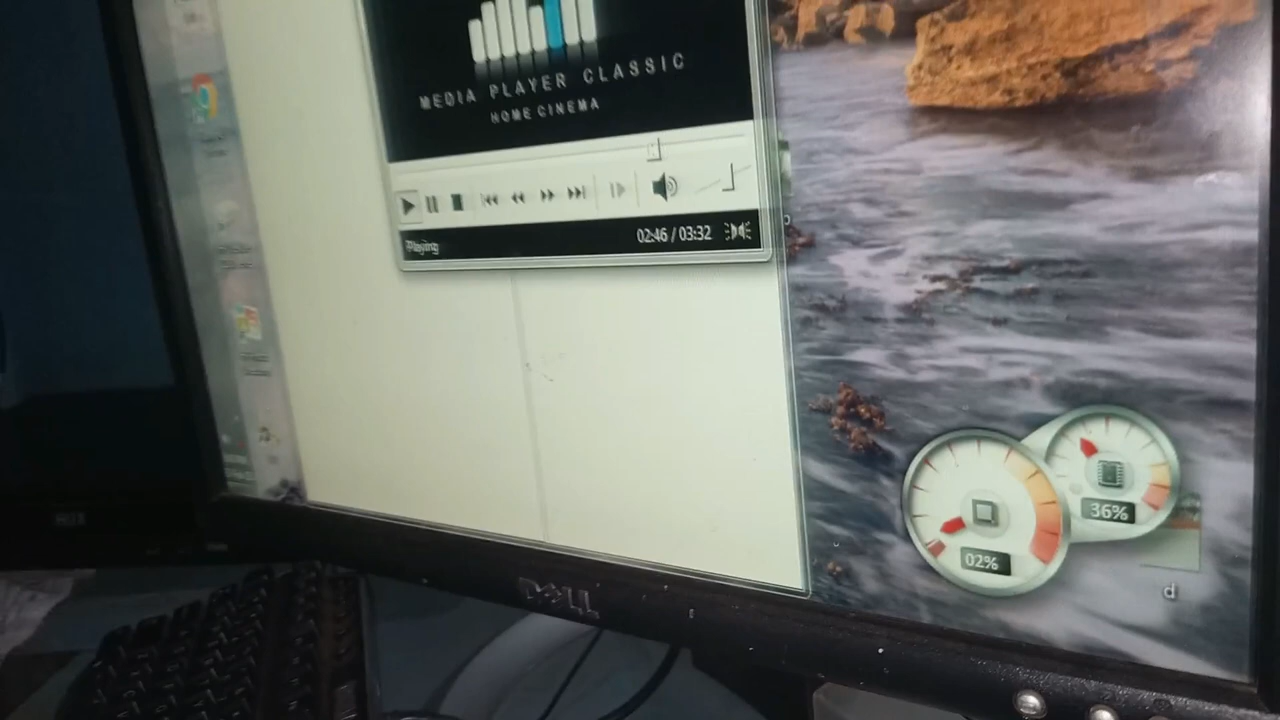 MEDIA PLAYER CLASSIC
HOME CINEMA
Playing
02:46 / 03:32
36%
02%
d
DELL